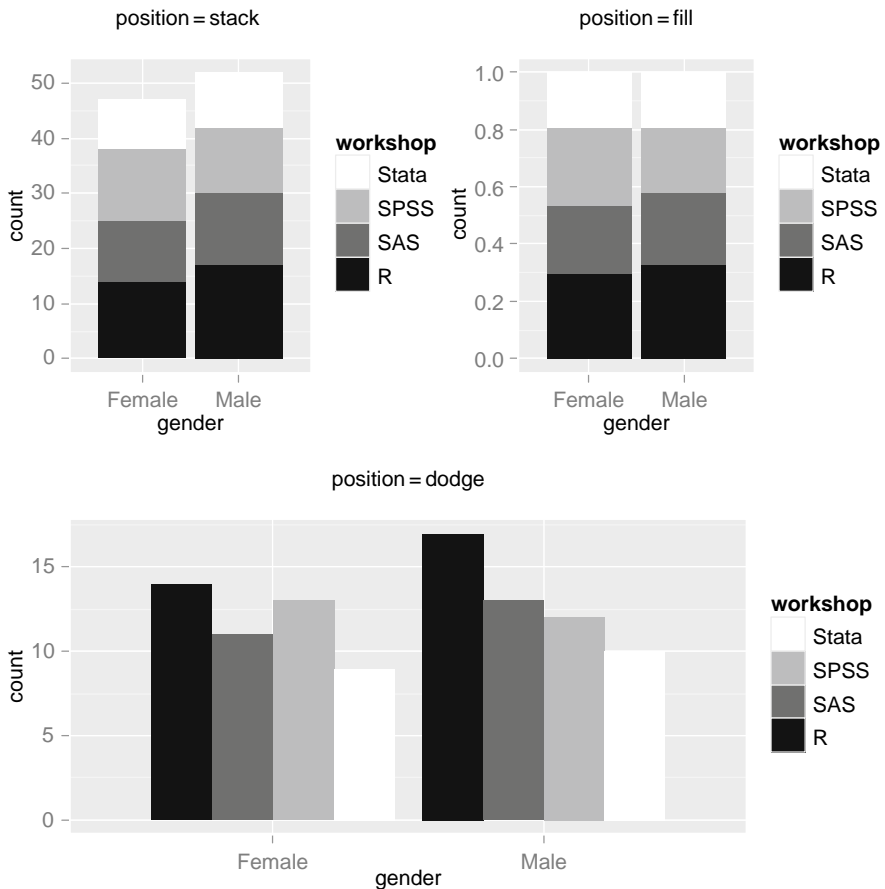 position = stack
50
40
30
20
10
0
count
Female
Male
gender
workshop
Stata
SPSS
SAS
R
position = fill
1.0
0.8
0.6
0.4
0.2
0.0
count
Female
Male
gender
workshop
Stata
SPSS
SAS
R
position = dodge
15
10
5
0
count
Female
Male
gender
workshop
Stata
SPSS
SAS
R